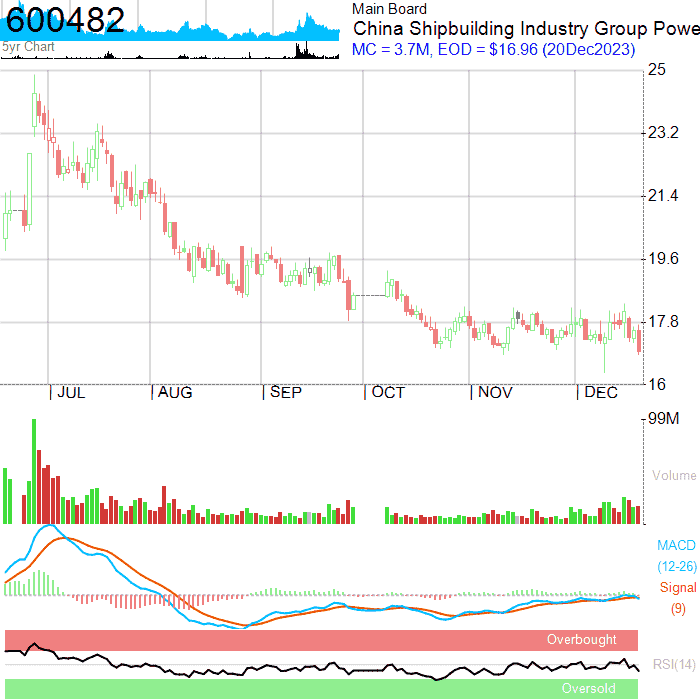 600482
5yr Chart
Main Board
China Shipbuilding Industry Group Powe
MC = 3.7M, EOD = $16.96 (20Dec2023)
25
23.2
21.4
19.6
17.8
16
JUL AUG SEP OCT NOV DEC
99M
Volume
MACD
(12-26)
Signal
(9)
Overbought
RSI(14)
Oversold